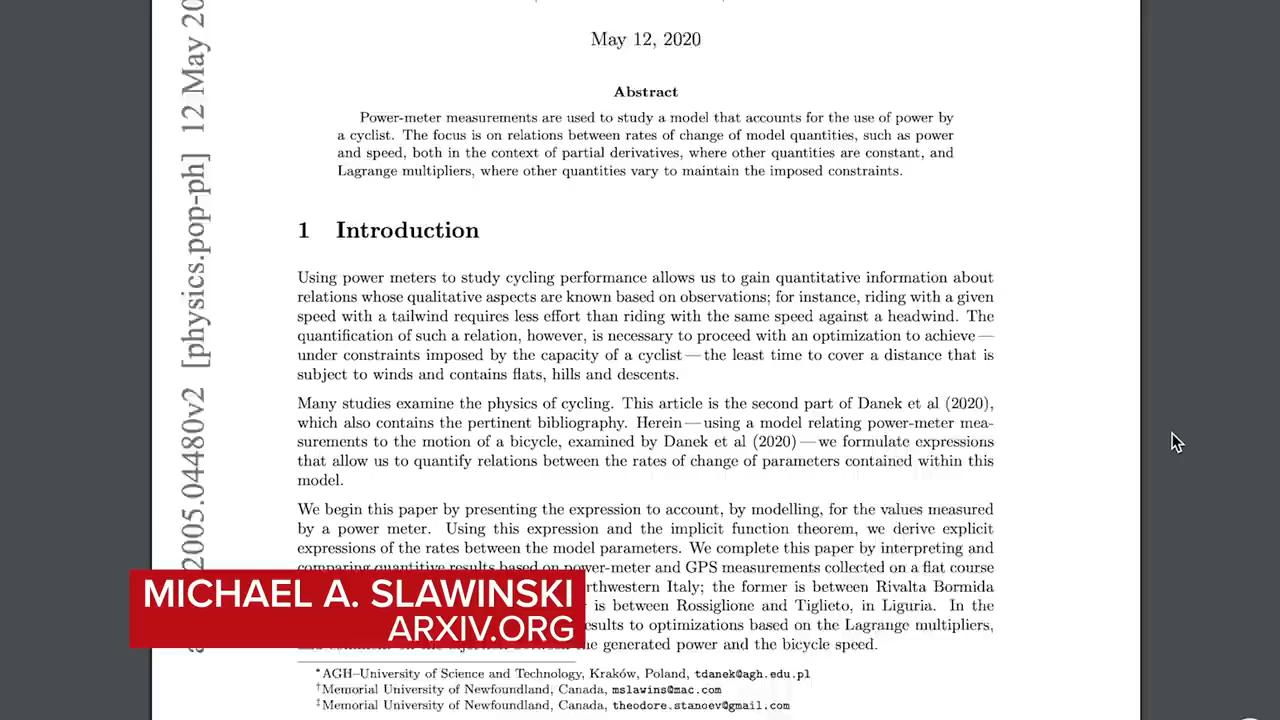 2005.04480v2 [physics.pop-ph] 12 May 20
May 12, 2020
Abstract
Power-meter measurements are used to study a model that accounts for the use of power by
a cyclist. The focus is on relations between rates of change of model quantities, such as power
and speed, both in the context of partial derivatives, where other quantities are constant, and
Lagrange multipliers, where other quantities vary to maintain the imposed constraints.
1 Introduction
Using power meters to study cycling performance allows us to gain quantitative information about
relations whose qualitative aspects are known based on observations; for instance, riding with a given
speed with a tailwind requires less effort than riding with the same speed against a headwind. The
quantification of such a relation, however, is necessary to proceed with an optimization to achieve—
under constraints imposed by the capacity of a cyclist—the least time to cover a distance that is
subject to winds and contains flats, hills and descents.
Many studies examine the physics of cycling. This article is the second part of Danek et al (2020),
which also contains the pertinent bibliography. Herein—using a model relating power-meter mea-
surements to the motion of a bicycle, examined by Danek et al (2020)—we formulate expressions
that allow us to quantify relations between the rates of change of parameters contained within this
model.
We begin this paper by presenting the expression to account, by modelling, for the values measured
by a power meter. Using this expression and the implicit function theorem, we derive explicit
expressions of the rates between the model parameters. We complete this paper by interpreting and
comparing quantitive results based on power-meter and GPS measurements collected on a flat course
rthwestern Italy; the former is between Rivalta Bormida
is between Rossiglione and Tiglieto, in Liguria. In the
esults to optimizations based on the Lagrange multipliers,
the generated power and the bicycle speed.
MICHAEL A. SLAWINSKI
ARXIV.ORG
*AGH–University of Science and Technology, Kraków, Poland, tdanek@agh.edu.pl
†Memorial University of Newfoundland, Canada, mslawins@mac.com
‡Memorial University of Newfoundland, Canada, theodore.stanoev@gmail.com